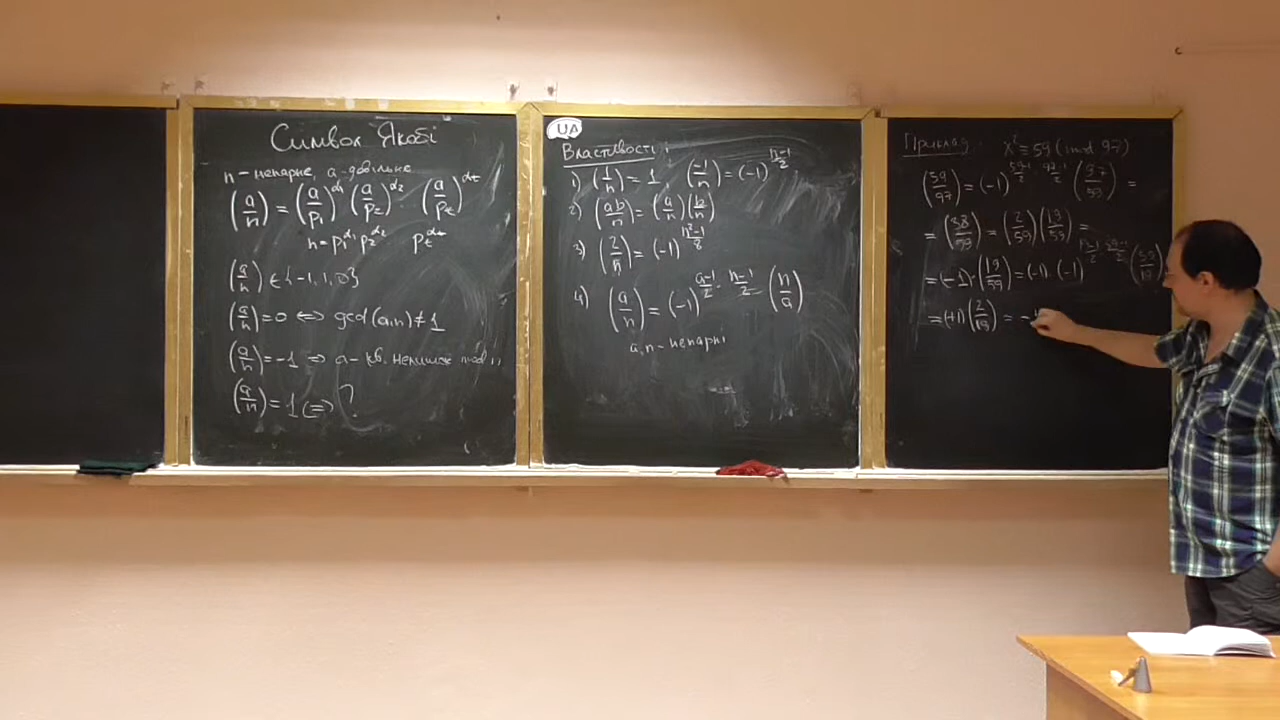 Символ Якобі
n – непарне, a – довільне
(a/n) = (a/p₁)^α₁ (a/p₂)^α₂ · (a/p_t)^α_t
n = p₁^α₁ p₂^α₂ p_t^α_t
(a/n) ∈ {-1, 1, 0}
(a/n) = 0 ⟺ gcd(a,n) ≠ 1
(a/n) = -1 ⇒ a – кв. нелишок mod n
(a/n) = 1 (⇒) ?
UA
Властивості:
1) (1/n) = 1 (-1/n) = (-1)^((n-1)/2)
2) (ab/n) = (a/n)(b/n)
3) (2/n) = (-1)^((n²-1)/8)
4) (a/n) = (-1)^((a-1)/2 · (n-1)/2) (n/a)
a, n – непарні
Приклад. x² ≡ 59 (mod 97)
(59/97) = (-1)^((59-1)/2 · (97-1)/2) (97/59) =
= (38/59) = (2/59)(19/59) =
= (-1)·(19/59) = (-1)·(-1)^((19-1)/2 · (59-1)/2) (59/19)
= (+1)(2/19) = -1